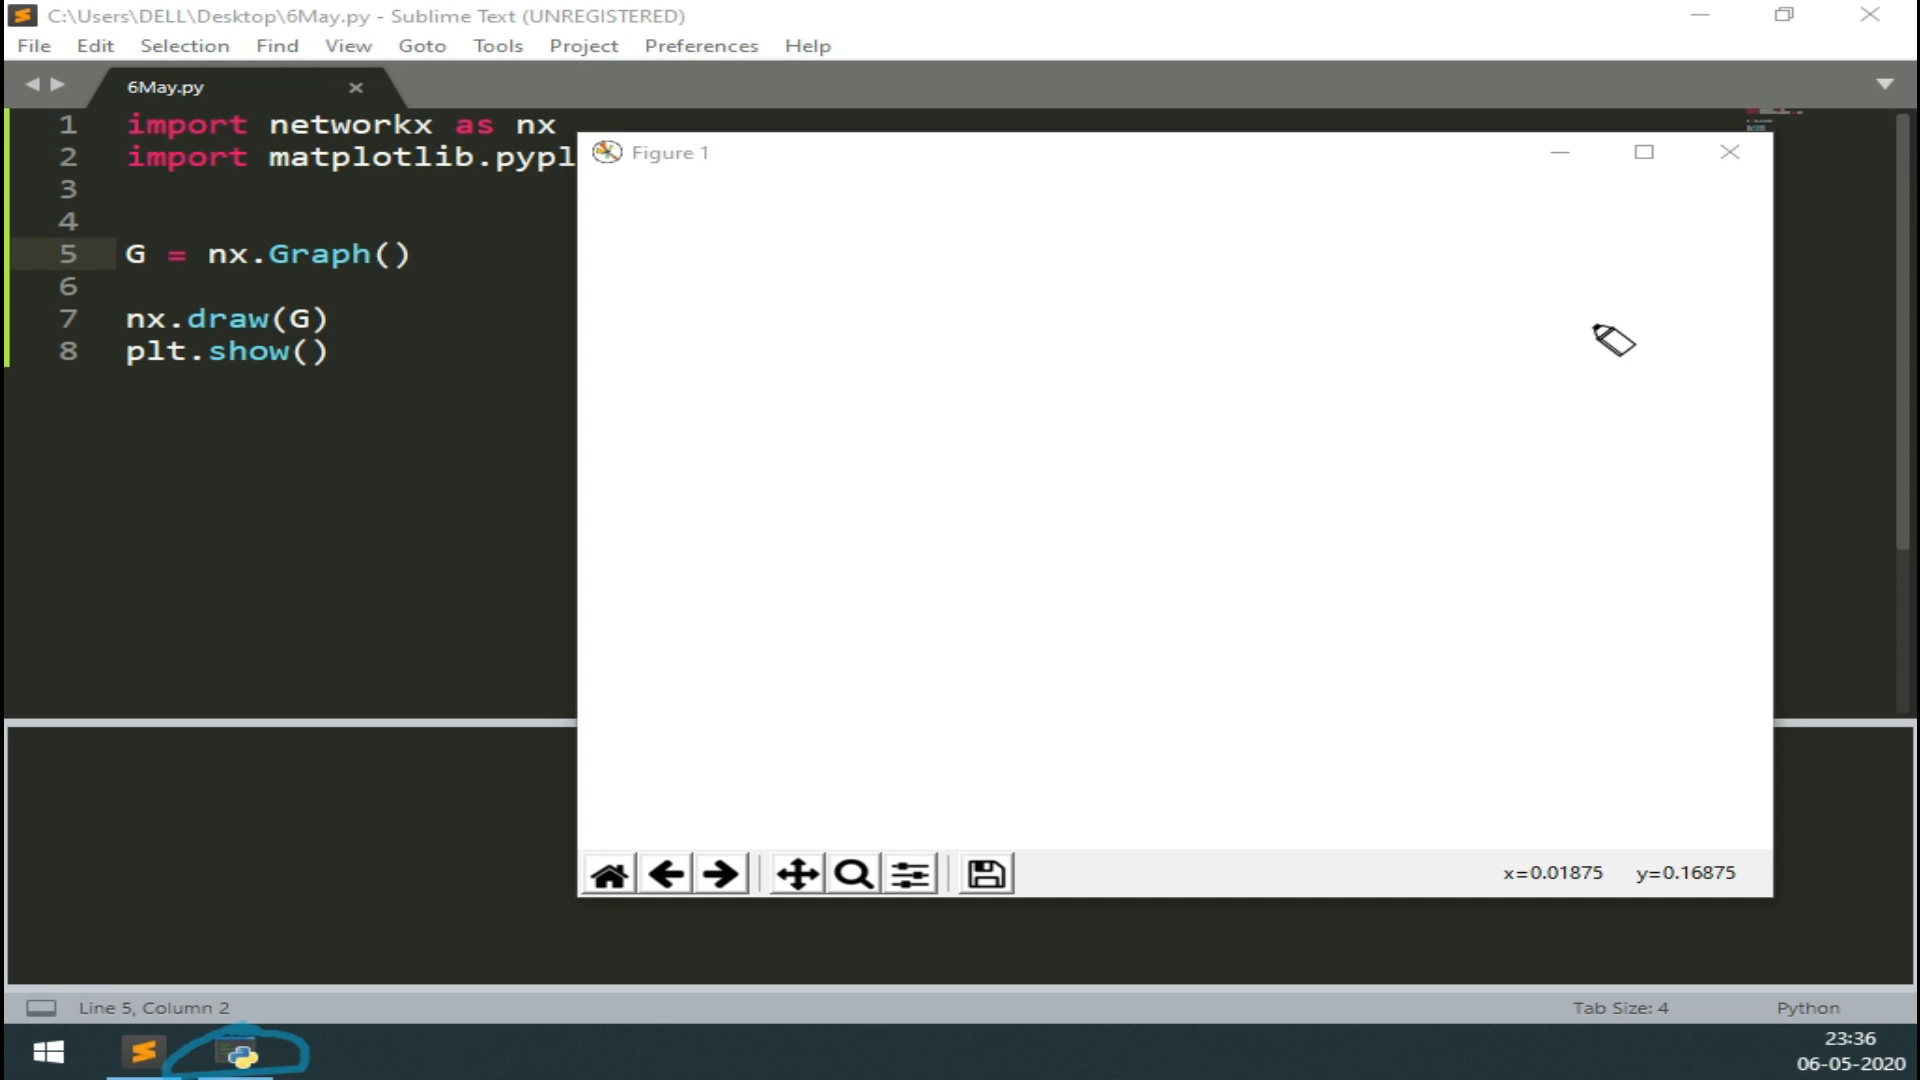 C:\Users\DELL\Desktop\6May.py - Sublime Text (UNREGISTERED)
File Edit Selection Find View Goto Tools Project Preferences Help
6May.py
1 import networkx as nx
2 import matplotlib.pypl
3
4
5 G = nx.Graph()
6
7 nx.draw(G)
8 plt.show()
Figure 1
x=0.01875 y=0.16875
Line 5, Column 2
Tab Size: 4
Python
23:36
06-05-2020